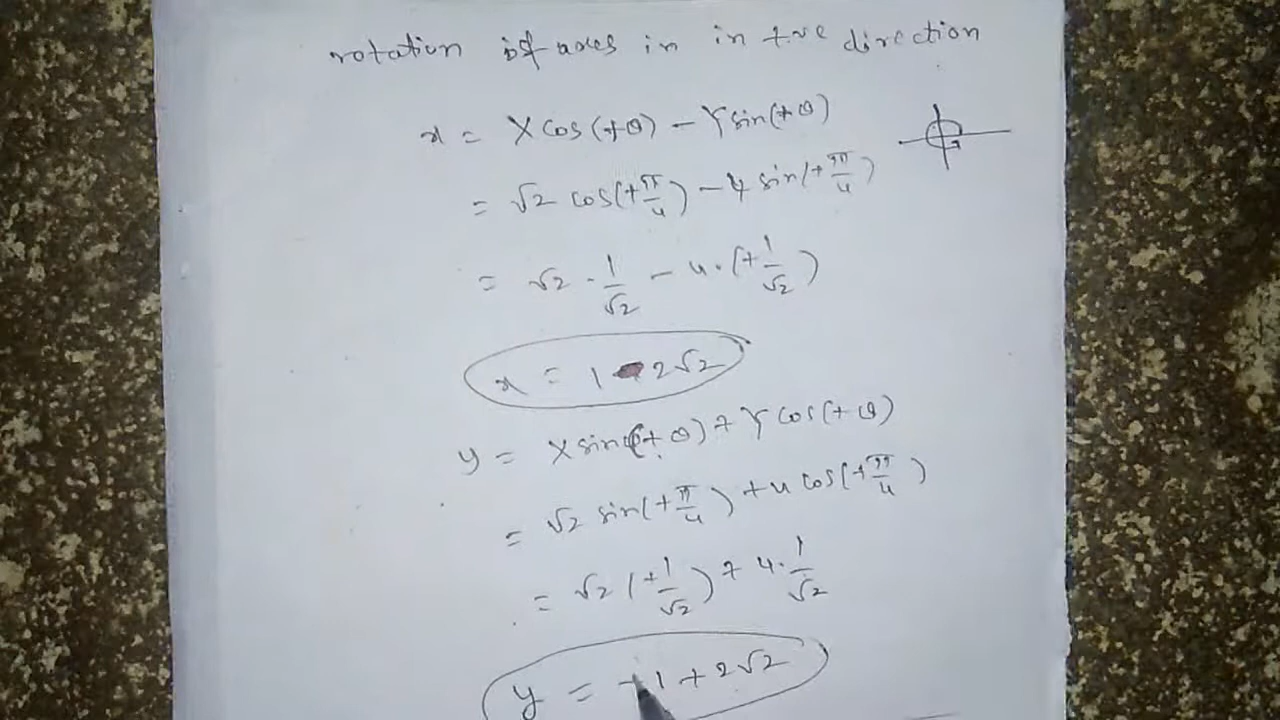 rotation of axes in in +ve direction
x = X cos(+θ) - Y sin(+θ)
= √2 cos(+π/4) - 4 sin(+π/4)
= √2 · 1/√2 - 4 · (+1/√2)
x = 1 - 2√2
y = X sin(+θ) + Y cos(+θ)
= √2 sin(+π/4) + 4 cos(+π/4)
= √2 (+1/√2) + 4 · 1/√2
y = 1 + 2√2